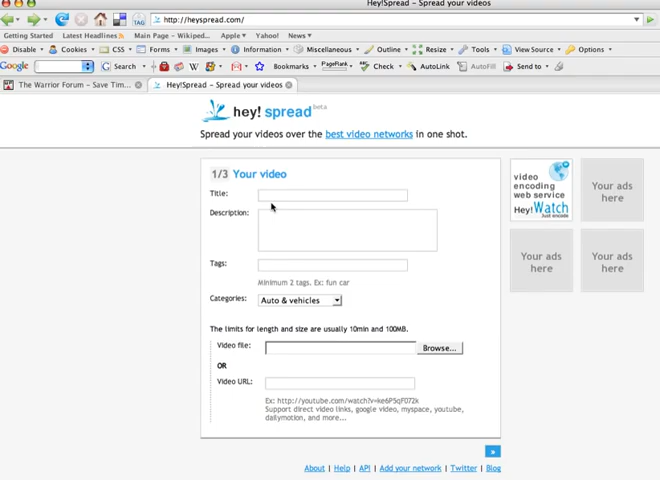 Hey!Spread - Spread your videos
TAG http://heyspread.com/
Getting Started Latest Headlines Main Page - Wikiped... Apple Yahoo! News
Disable Cookies CSS Forms Images Information Miscellaneous Outline Resize Tools View Source Options
Google Search Bookmarks PageRank Check AutoLink AutoFill Send to
The Warrior Forum - Save Tim... Hey!Spread - Spread your videos
hey! spread beta
Spread your videos over the best video networks in one shot.
1/3 Your video
Title:
Description:
Tags:
Minimum 2 tags. Ex: fun car
Categories: Auto & vehicles
The limits for length and size are usually 10min and 100MB.
Video file: Browse...
OR
Video URL:
Ex: http://youtube.com/watch?v=ke6P5qF072k
Support direct video links, google video, myspace, youtube,
dailymotion, and more...
»
video
encoding
web service
Hey!Watch
Just encode
Your ads
here
Your ads
here
Your ads
here
About | Help | API | Add your network | Twitter | Blog